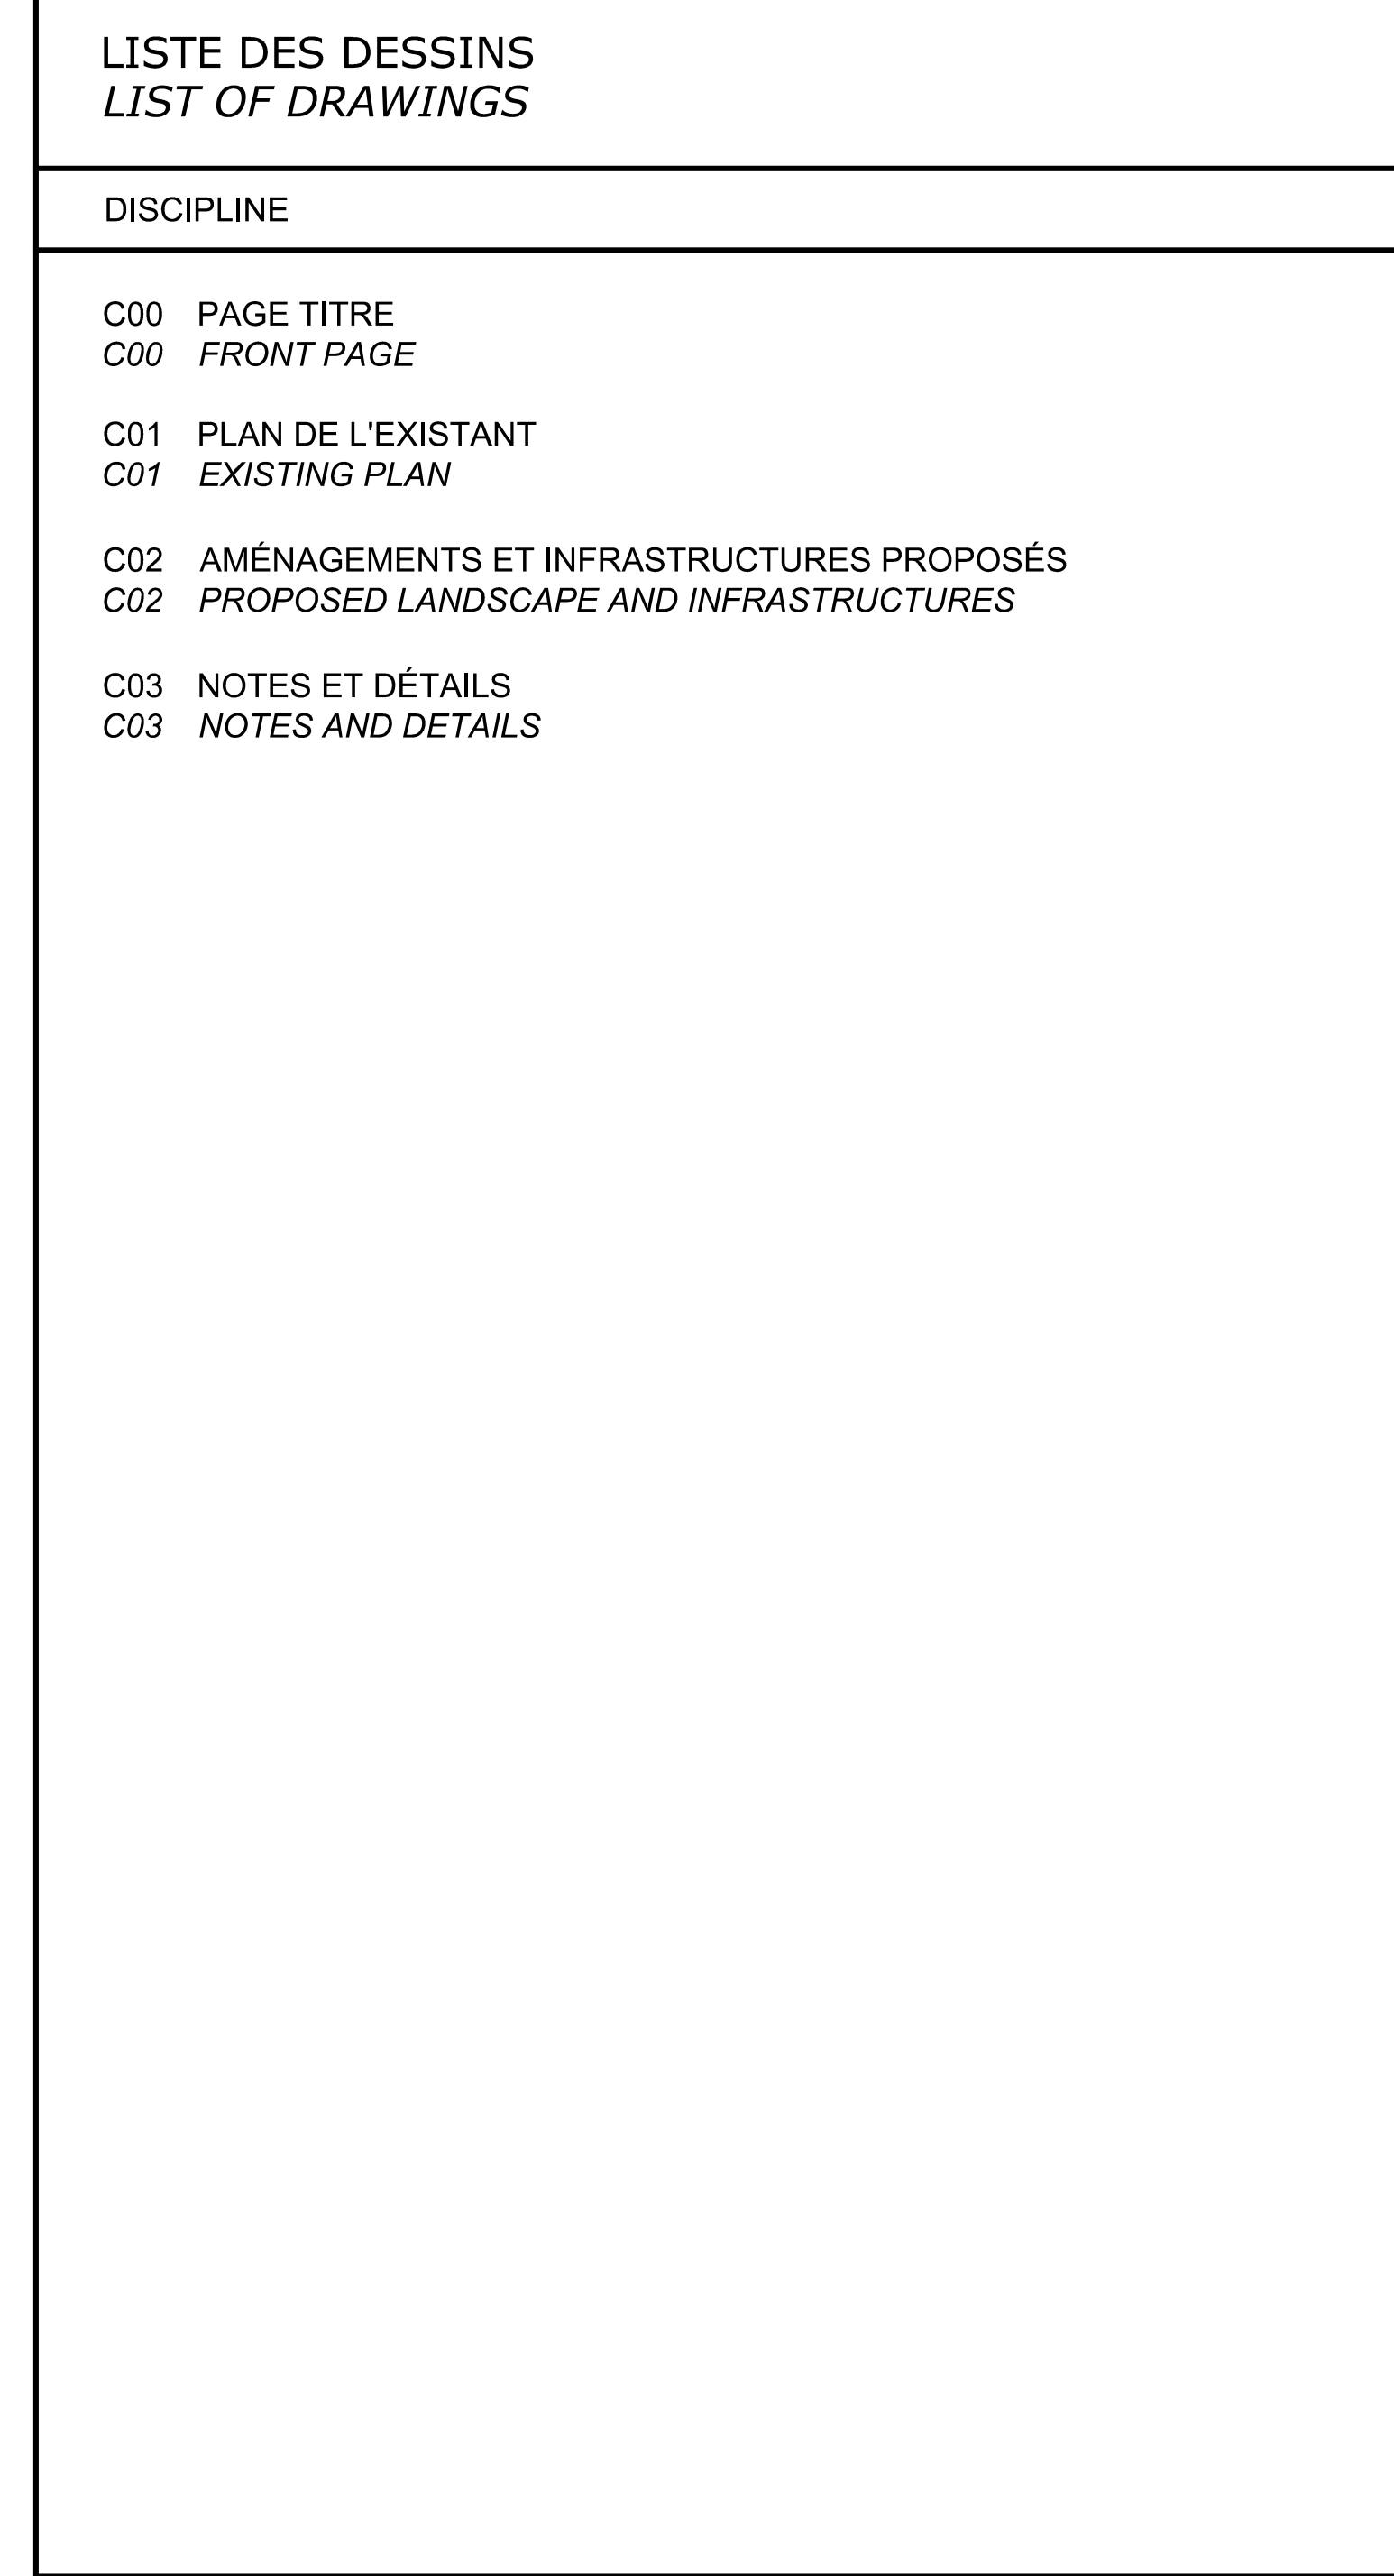 LISTE DES DESSINS
LIST OF DRAWINGS
DISCIPLINE
C00 PAGE TITRE
C00 FRONT PAGE
C01 PLAN DE L'EXISTANT
C01 EXISTING PLAN
C02 AMÉNAGEMENTS ET INFRASTRUCTURES PROPOSÉS
C02 PROPOSED LANDSCAPE AND INFRASTRUCTURES
C03 NOTES ET DÉTAILS
C03 NOTES AND DETAILS